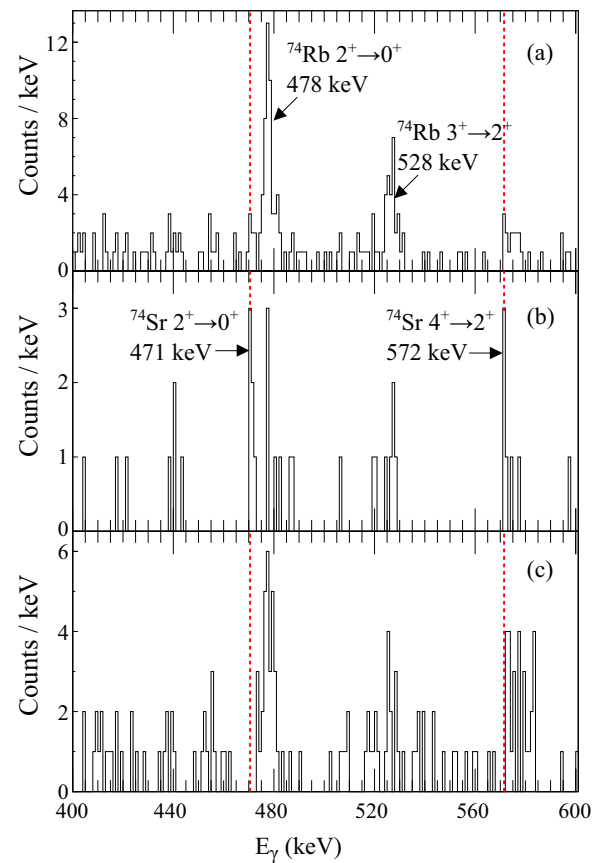 12
8
4
0
Counts / keV
(a)
⁷⁴Rb 2⁺→0⁺
478 keV
⁷⁴Rb 3⁺→2⁺
528 keV
3
2
1
0
Counts / keV
(b)
⁷⁴Sr 2⁺→0⁺
471 keV
⁷⁴Sr 4⁺→2⁺
572 keV
6
4
2
0
Counts / keV
(c)
400 440 480 520 560 600
E_γ (keV)